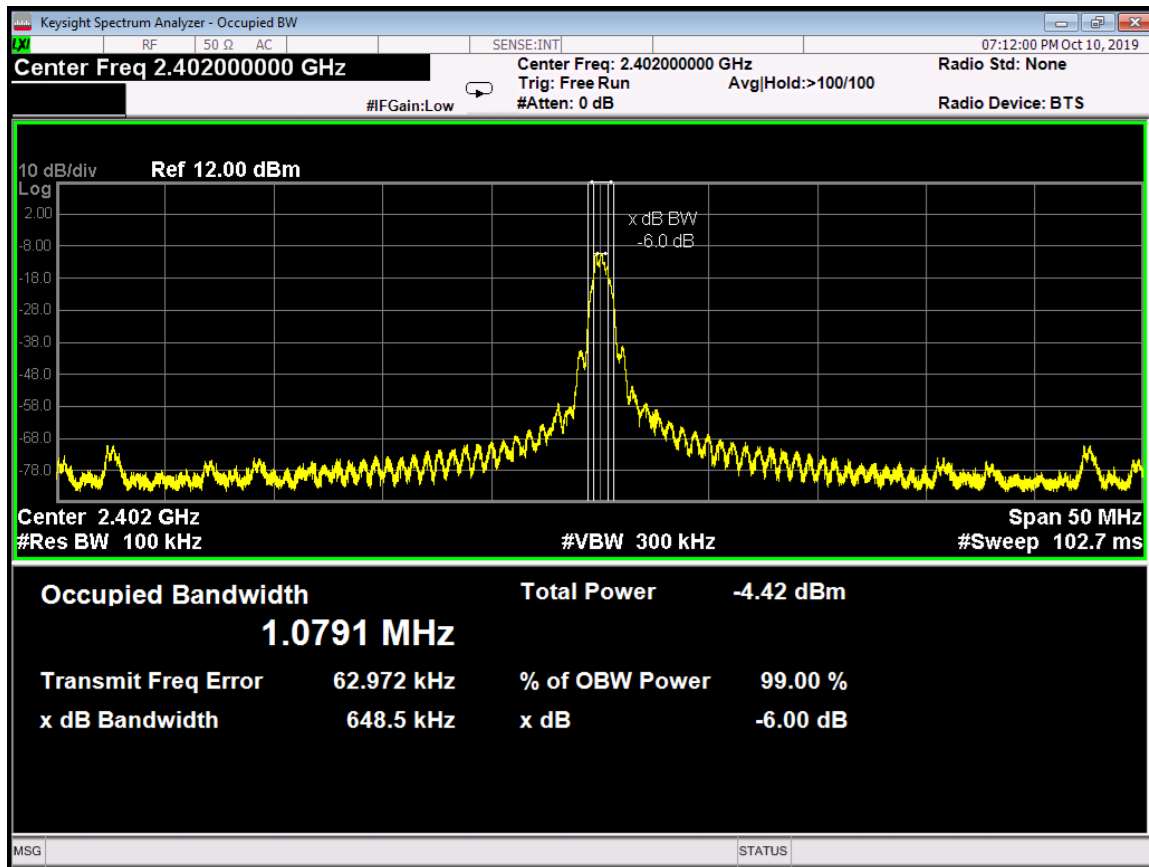 Keysight Spectrum Analyzer - Occupied BW
LXI RF 50 Ω AC SENSE:INT 07:12:00 PM Oct 10, 2019
Center Freq 2.402000000 GHz
Center Freq: 2.402000000 GHz Radio Std: None
Trig: Free Run Avg|Hold:>100/100
#IFGain:Low #Atten: 0 dB Radio Device: BTS
10 dB/div Ref 12.00 dBm
Log
2.00
x dB BW
-8.00
-6.0 dB
-18.0
-28.0
-38.0
-48.0
-58.0
-68.0
-78.0
Center 2.402 GHz Span 50 MHz
#Res BW 100 kHz #VBW 300 kHz #Sweep 102.7 ms
Occupied Bandwidth Total Power -4.42 dBm
1.0791 MHz
Transmit Freq Error 62.972 kHz % of OBW Power 99.00 %
x dB Bandwidth 648.5 kHz x dB -6.00 dB
MSG STATUS